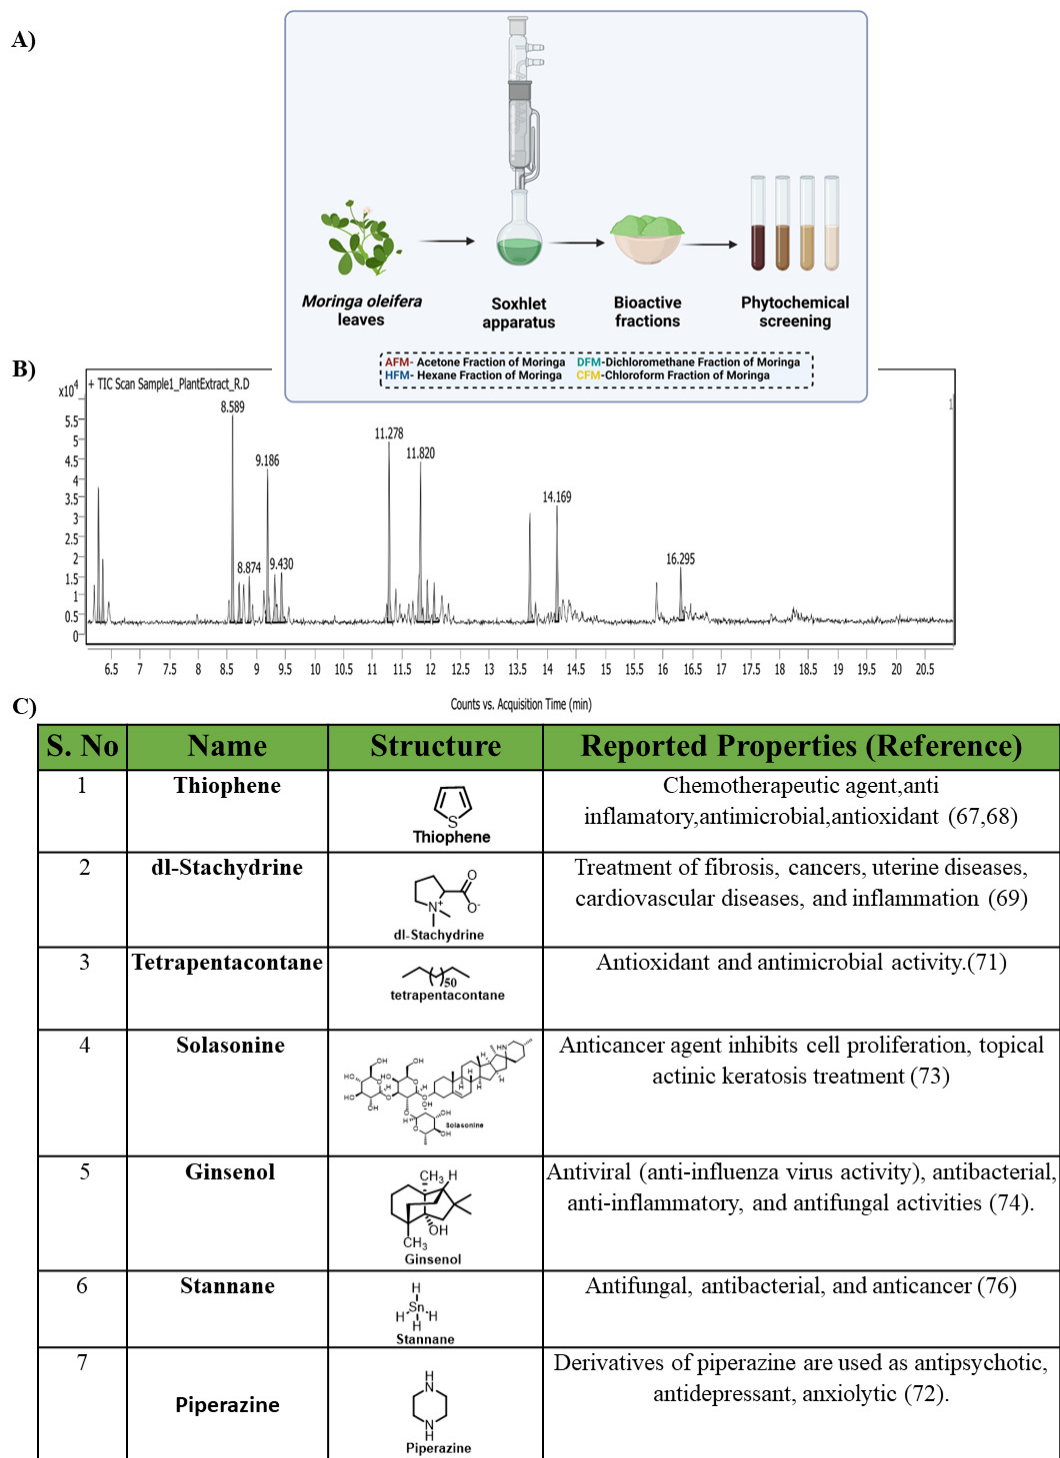 A)
Moringa oleifera
leaves
Soxhlet
apparatus
Bioactive
fractions
Phytochemical
screening
AFM- Acetone Fraction of Moringa DFM-Dichloromethane Fraction of Moringa
HFM- Hexane Fraction of Moringa CFM-Chloroform Fraction of Moringa
B)
x10⁴
+ TIC Scan Sample1_PlantExtract_R.D
1
8.589
11.278
11.820
9.186
14.169
8.874 9.430
16.295
5.5
5
4.5
4
3.5
3
2.5
2
1.5
1
0.5
0
6.5 7 7.5 8 8.5 9 9.5 10 10.5 11 11.5 12 12.5 13 13.5 14 14.5 15 15.5 16 16.5 17 17.5 18 18.5 19 19.5 20 20.5
Counts vs. Acquisition Time (min)
C)
S. No Name Structure Reported Properties (Reference)
1 Thiophene Chemotherapeutic agent,anti
inflamatory,antimicrobial,antioxidant (67,68)
S
Thiophene
2 dl-Stachydrine Treatment of fibrosis, cancers, uterine diseases,
cardiovascular diseases, and inflammation (69)
O
N+ O-
dl-Stachydrine
3 Tetrapentacontane Antioxidant and antimicrobial activity.(71)
( )50
tetrapentacontane
4 Solasonine Anticancer agent inhibits cell proliferation, topical
actinic keratosis treatment (73)
Solasonine
5 Ginsenol Antiviral (anti-influenza virus activity), antibacterial,
anti-inflammatory, and antifungal activities (74).
CH3 H
OH
CH3
Ginsenol
6 Stannane Antifungal, antibacterial, and anticancer (76)
H
H Sn H
H
Stannane
7 Piperazine Derivatives of piperazine are used as antipsychotic,
antidepressant, anxiolytic (72).
H
N
N
H
Piperazine